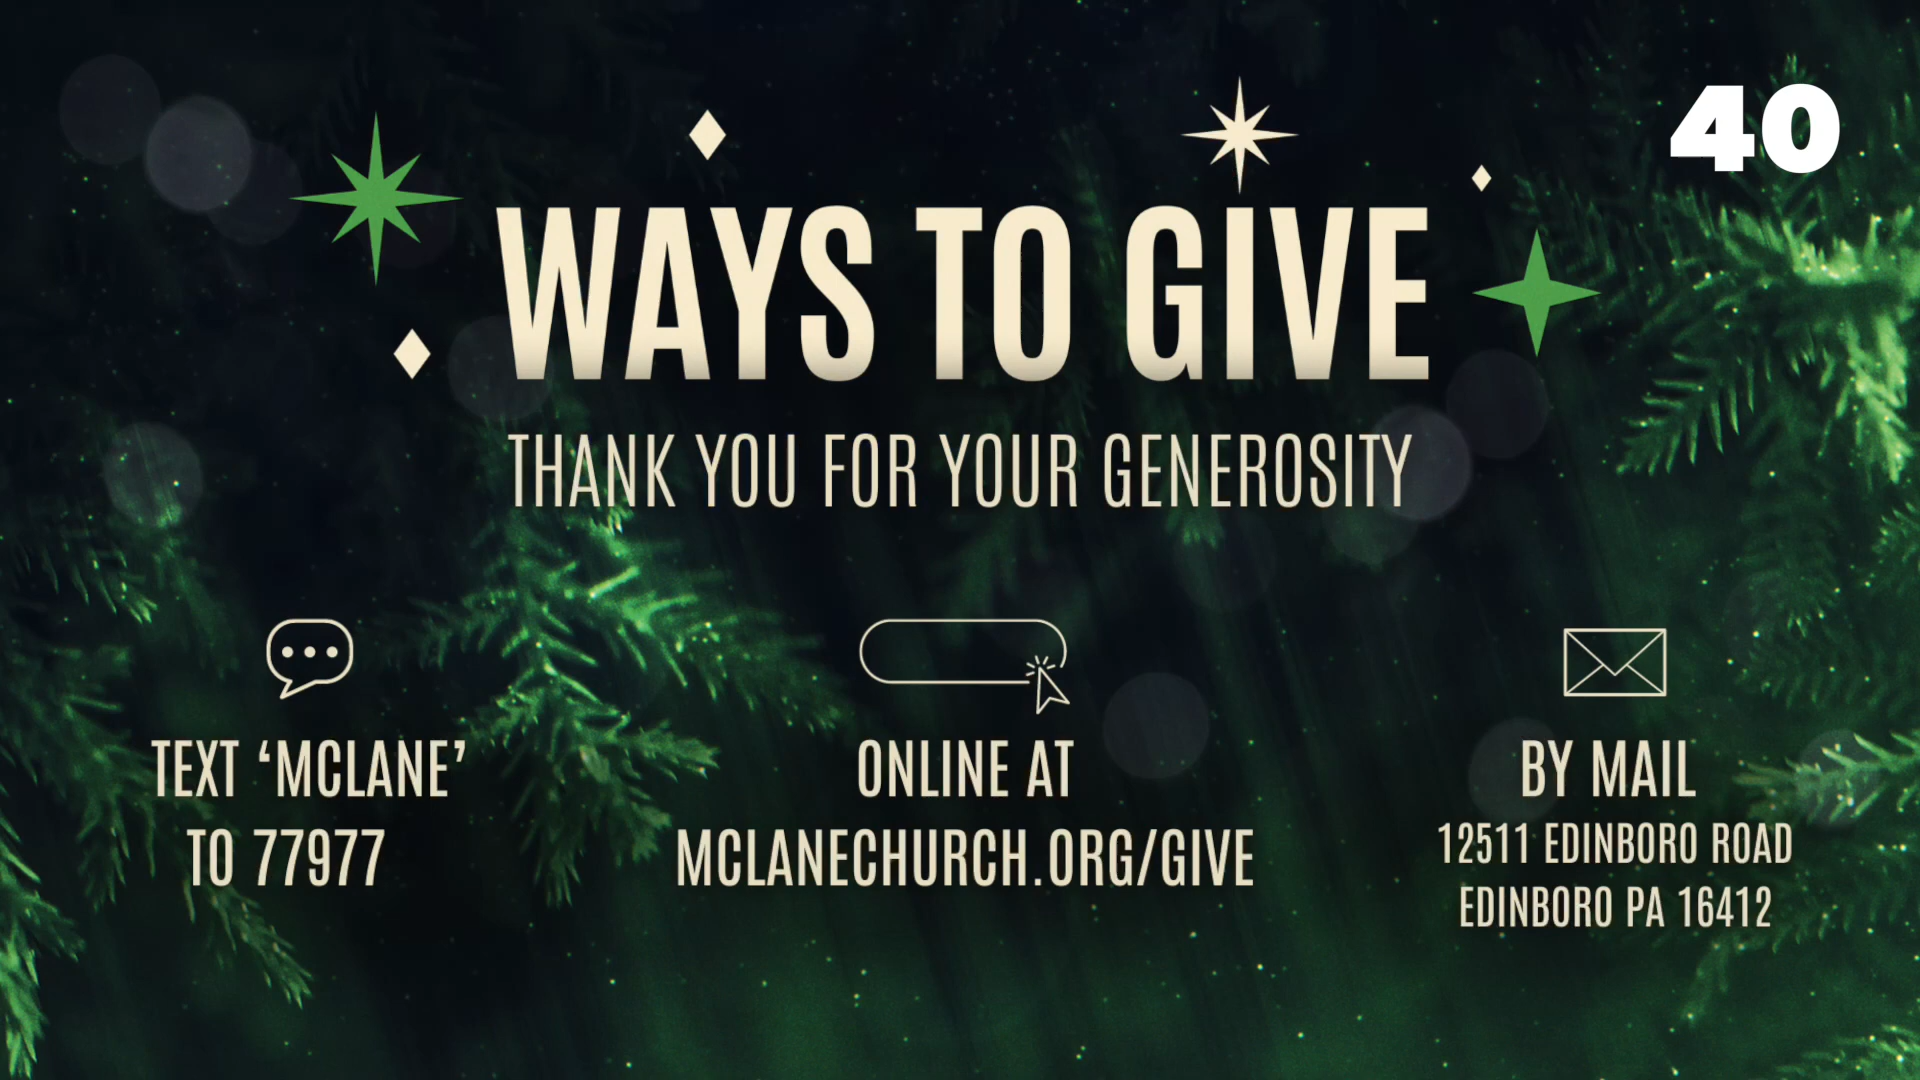 40
WAYS TO GIVE
THANK YOU FOR YOUR GENEROSITY
TEXT ‘MCLANE’
TO 77977
ONLINE AT
MCLANECHURCH.ORG/GIVE
BY MAIL
12511 EDINBORO ROAD
EDINBORO PA 16412